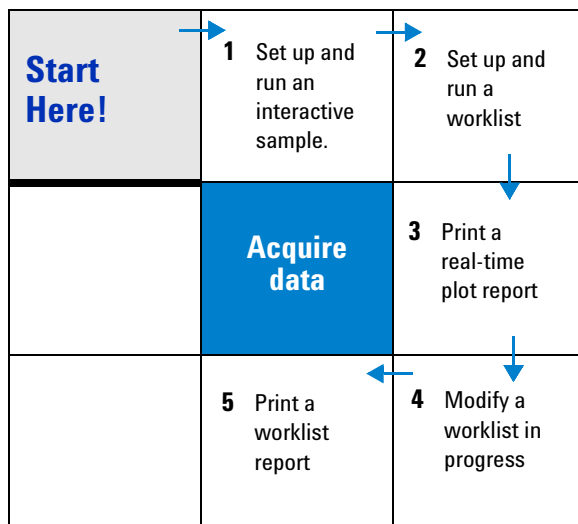 Start
Here!
1 Set up and
run an
interactive
sample.
2 Set up and
run a
worklist
Acquire
data
3 Print a
real-time
plot report
4 Modify a
worklist in
progress
5 Print a
worklist
report